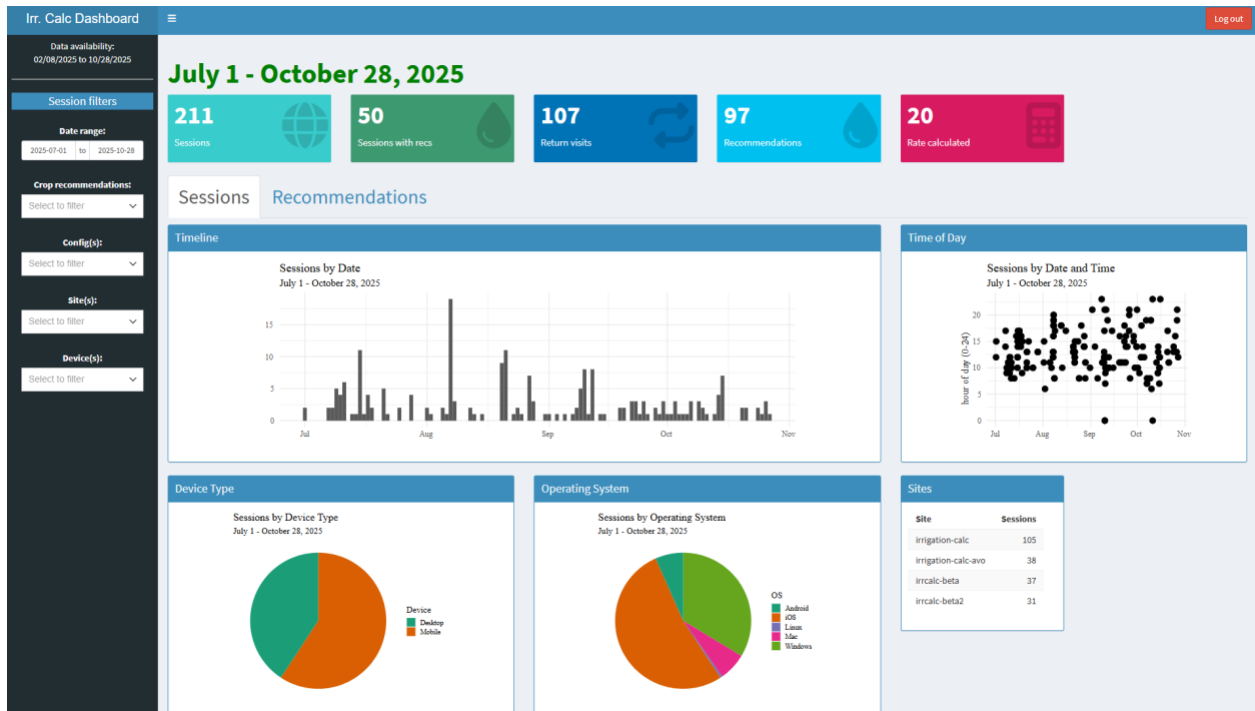 Irr. Calc Dashboard
Log out
Data availability:
02/08/2025 to 10/28/2025
Session filters
Date range:
2025-07-01 to 2025-10-28
Crop recommendations:
Select to filter
Config(s):
Select to filter
Site(s):
Select to filter
Device(s):
Select to filter
July 1 - October 28, 2025
211
Sessions
50
Sessions with recs
107
Return visits
97
Recommendations
20
Rate calculated
Sessions
Recommendations
Timeline
Sessions by Date
July 1 - October 28, 2025
15
10
5
0
Jul Aug Sep Oct Nov
Time of Day
Sessions by Date and Time
July 1 - October 28, 2025
hour of day (0-24)
20
15
10
5
0
Jul Aug Sep Oct Nov
Device Type
Sessions by Device Type
July 1 - October 28, 2025
Device
Desktop
Mobile
Operating System
Sessions by Operating System
July 1 - October 28, 2025
OS
Android
iOS
Linux
Mac
Windows
Sites
Site Sessions
irrigation-calc 105
irrigation-calc-avo 38
irrcalc-beta 37
irrcalc-beta2 31